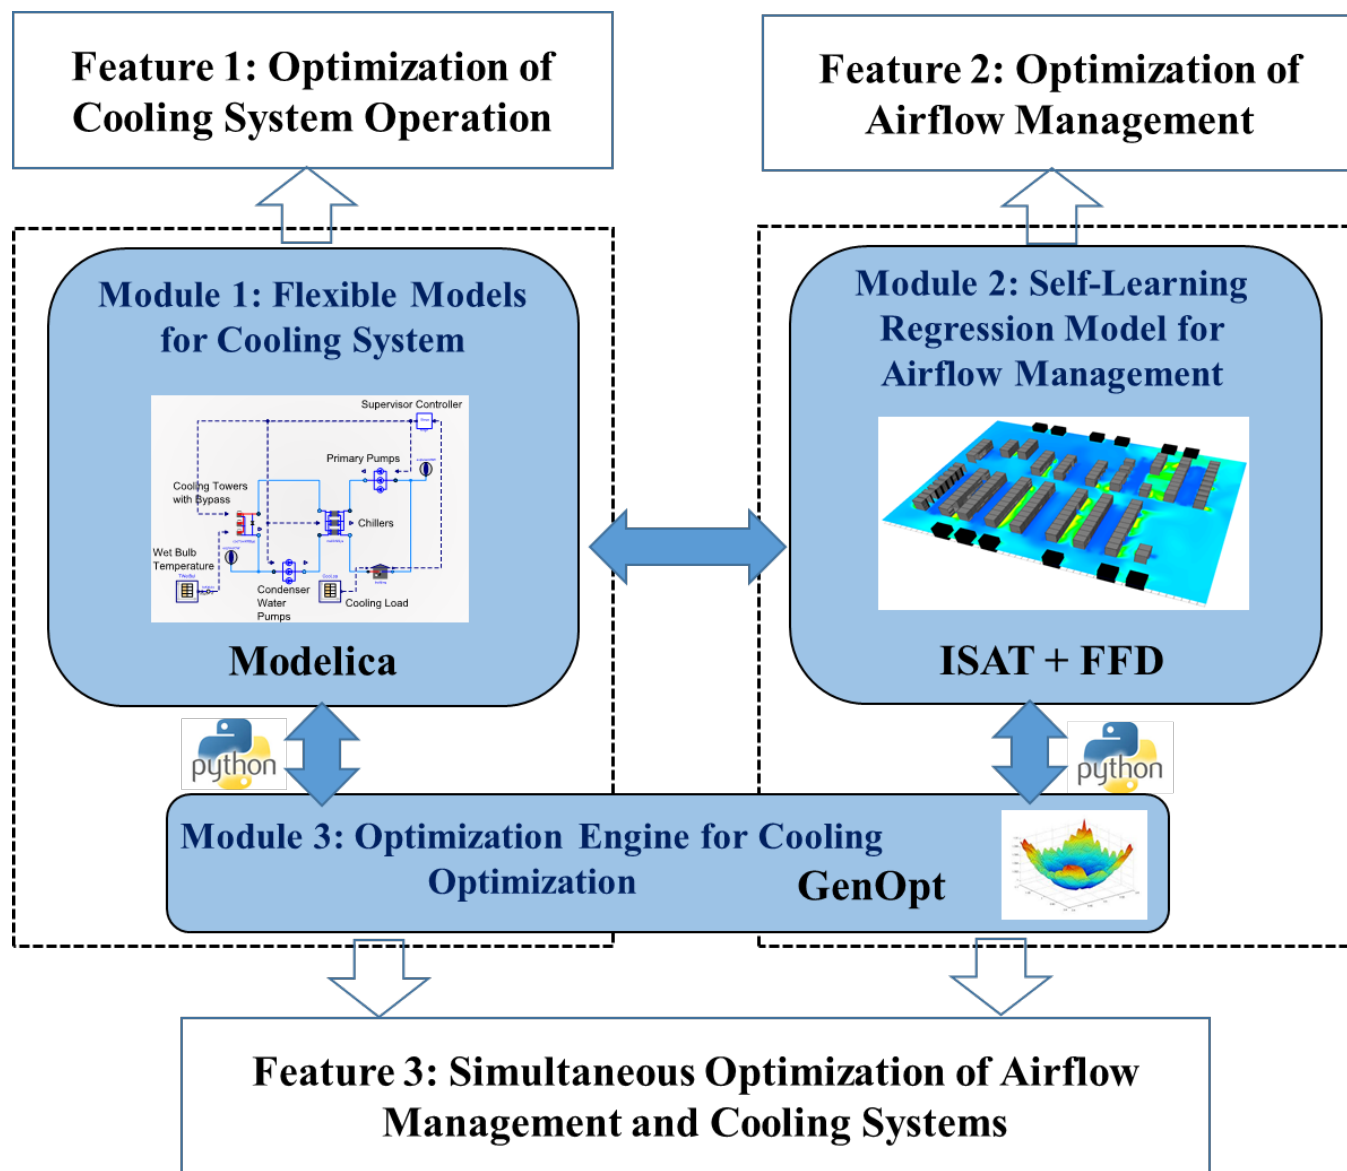 Feature 1: Optimization of
Cooling System Operation
Feature 2: Optimization of
Airflow Management
Module 1: Flexible Models
for Cooling System
Supervisor Controller
Primary Pumps
Cooling Towers
with Bypass
Chillers
Wet Bulb
Temperature
Condenser
Water
Pumps
Cooling Load
Modelica
Module 2: Self-Learning
Regression Model for
Airflow Management
ISAT + FFD
python
python
Module 3: Optimization Engine for Cooling
Optimization
GenOpt
Feature 3: Simultaneous Optimization of Airflow
Management and Cooling Systems